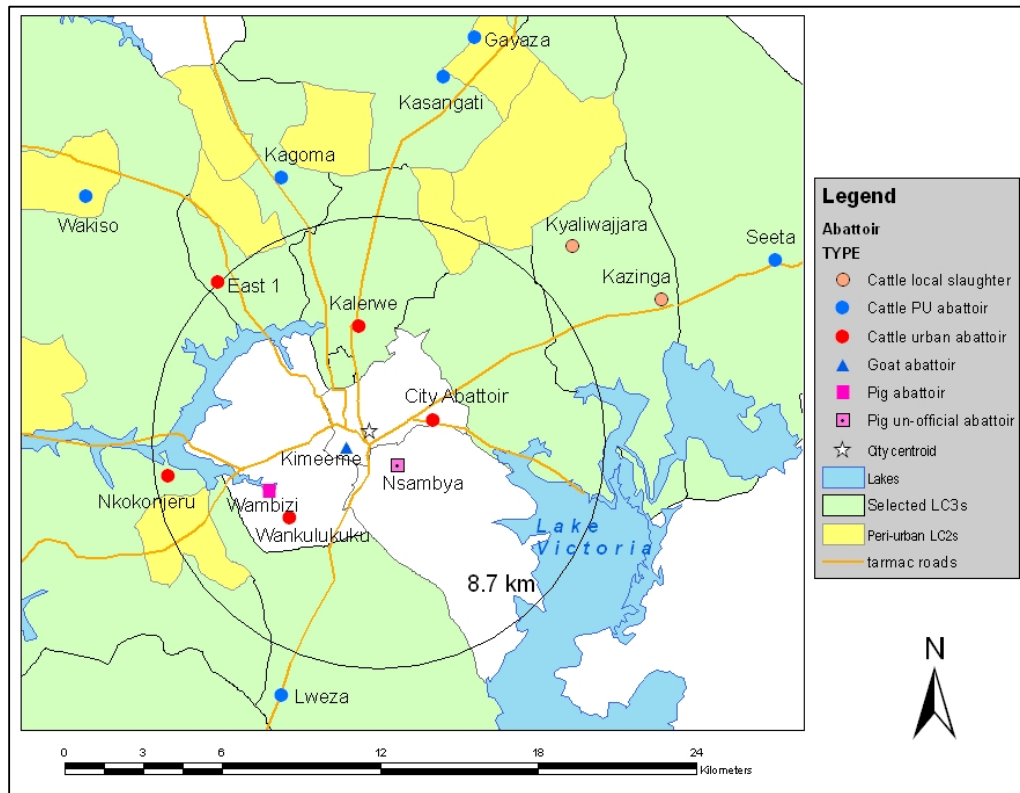 Gayaza
Kasangati
Kagoma
Wakiso
Kyaliwajjara
Seeta
Kazinga
East 1
Kalerwe
City Abattoir
Kimeeme
Nsambya
Nkokonjeru
Wambizi
Wankulukuku
Lake
Victoria
8.7 km
Lweza
Legend
Abattoir
TYPE
Cattle local slaughter
Cattle PU abattoir
Cattle urban abattoir
Goat abattoir
Pig abattoir
Pig un-official abattoir
City centroid
Lakes
Selected LC3s
Peri-urban LC2s
tarmac roads
N
0 3 6 12 18 24
Kilometers